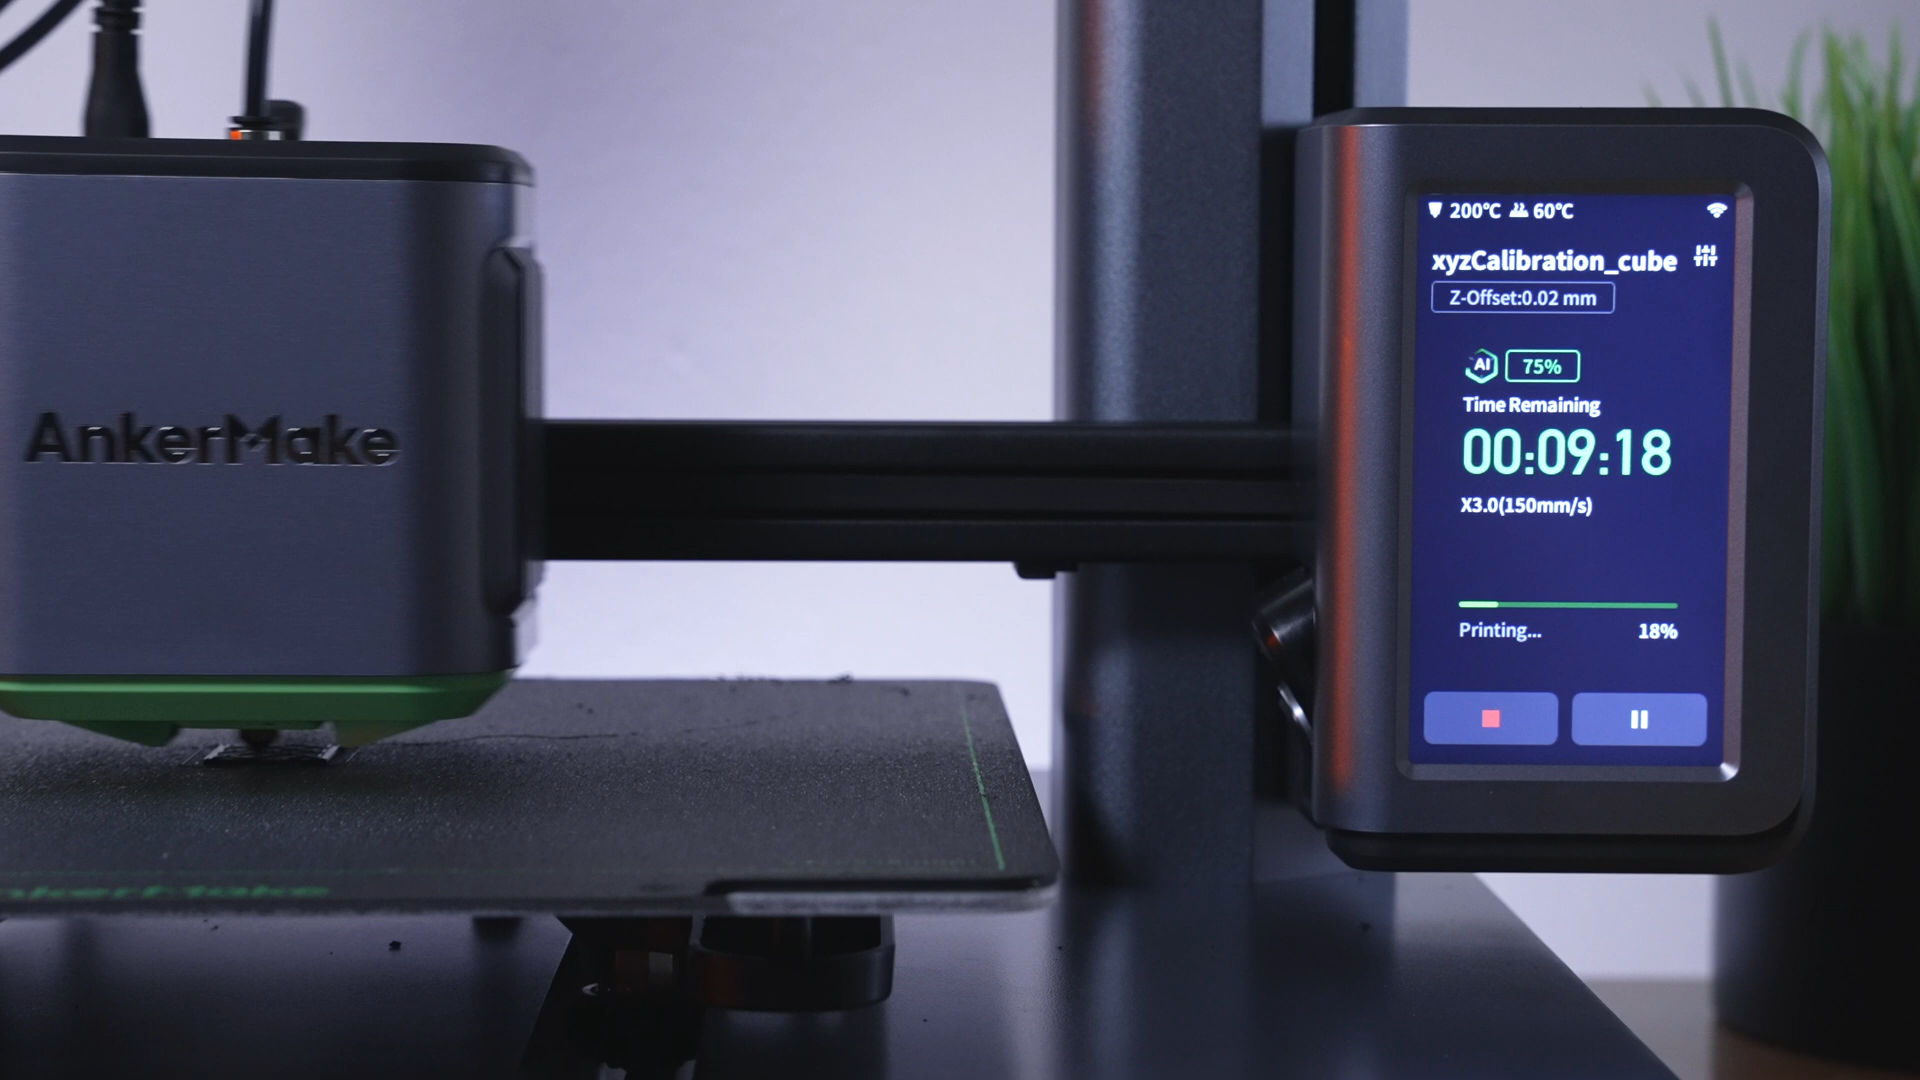 AnkerMake
200°C 60°C
xyzCalibration_cube
Z-Offset:0.02 mm
AI 75%
Time Remaining
00:09:18
X3.0(150mm/s)
Printing... 18%
nkerMake